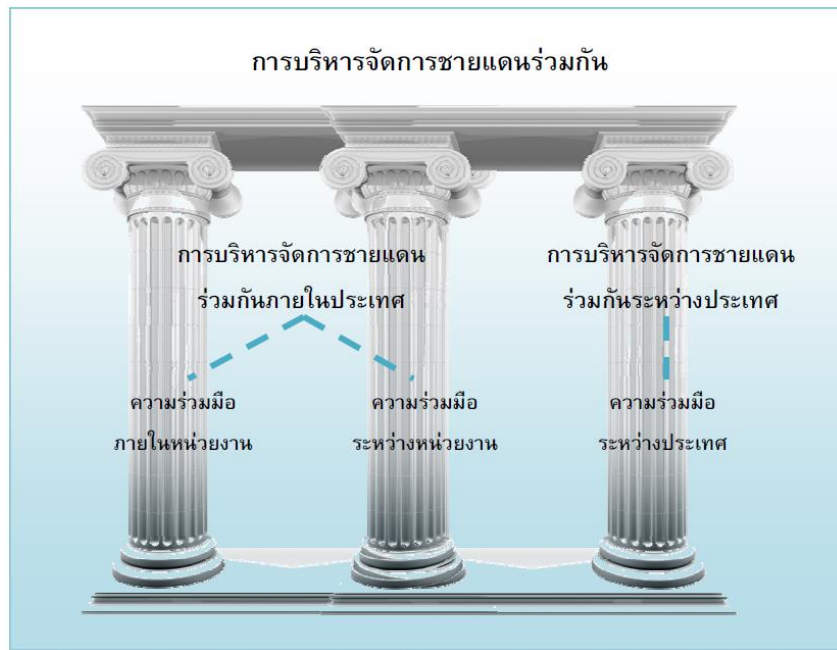 การบริหารจัดการชายแดนร่วมกัน
การบริหารจัดการชายแดน
ร่วมกันภายในประเทศ
การบริหารจัดการชายแดน
ร่วมกันระหว่างประเทศ
ความร่วมมือ
ภายในหน่วยงาน
ความร่วมมือ
ระหว่างหน่วยงาน
ความร่วมมือ
ระหว่างประเทศ